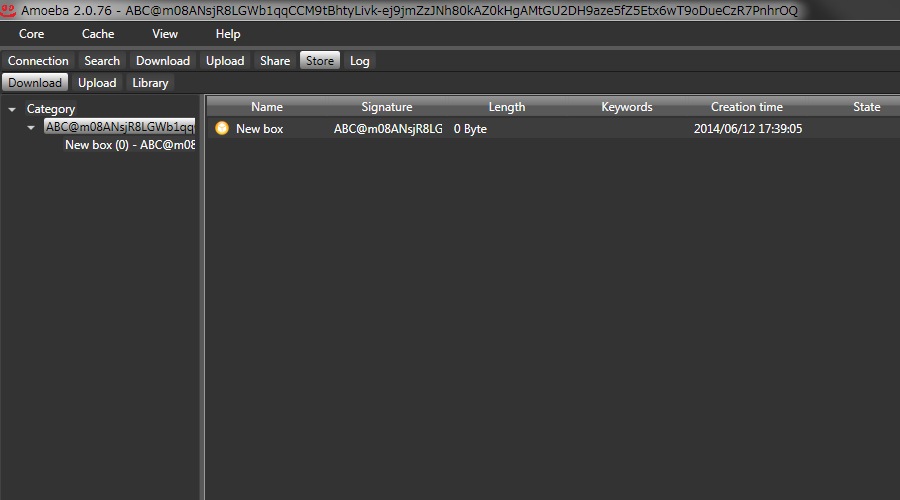 Amoeba 2.0.76 - ABC@m08ANsjR8LGWb1qqCCM9tBhtyLivk-ej9jmZzJNh80kAZ0kHgAMtGU2DH9aze5fZ5Etx6wT9oDueCzR7PnhrOQ
Core Cache View Help
Connection Search Download Upload Share Store Log
Download Upload Library
Name Signature Length Keywords Creation time State
Category
ABC@m08ANsjR8LGWb1qq
New box (0) - ABC@m08
New box ABC@m08ANsjR8LG 0 Byte 2014/06/12 17:39:05